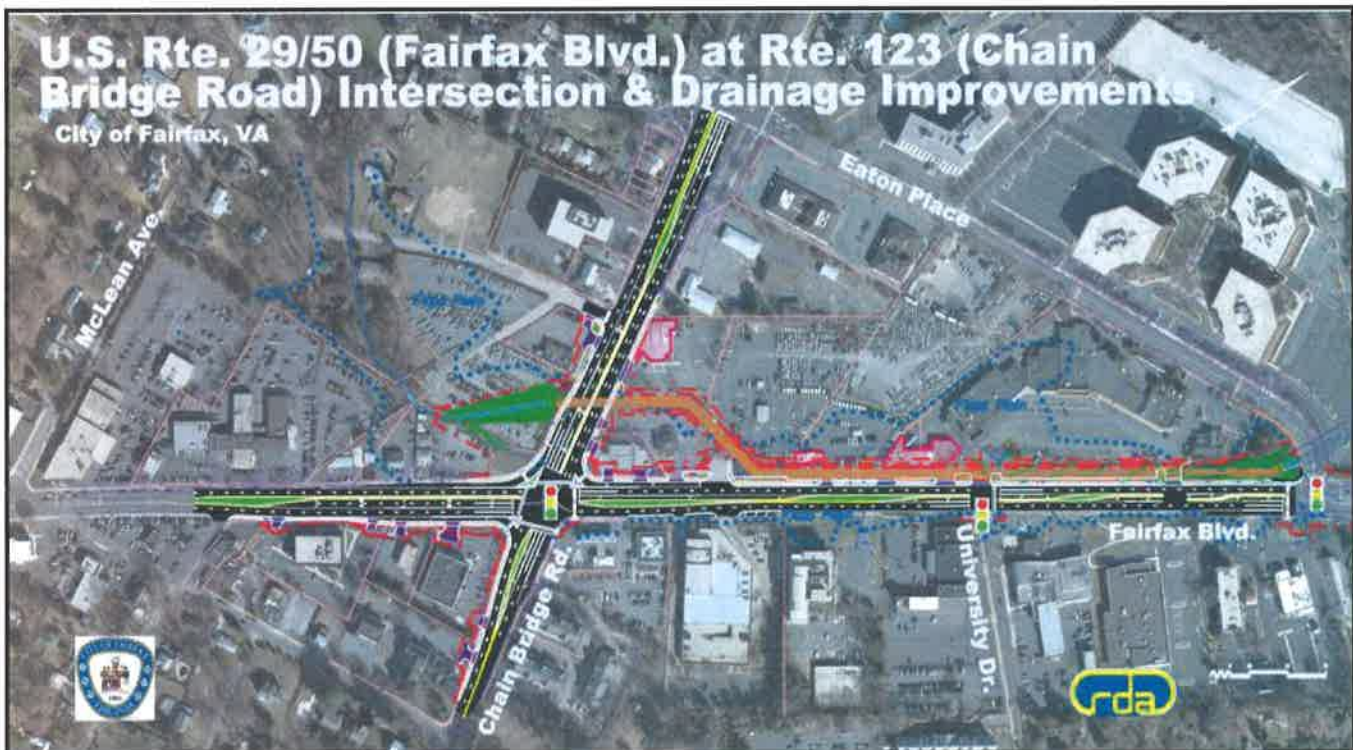 U.S. Rte. 29/50 (Fairfax Blvd.) at Rte. 123 (Chain
Bridge Road) Intersection & Drainage Improvements
City of Fairfax, VA
McLean Ave.
Eaton Place
Fairfax Blvd.
University Dr.
Chain Bridge Rd.
rda